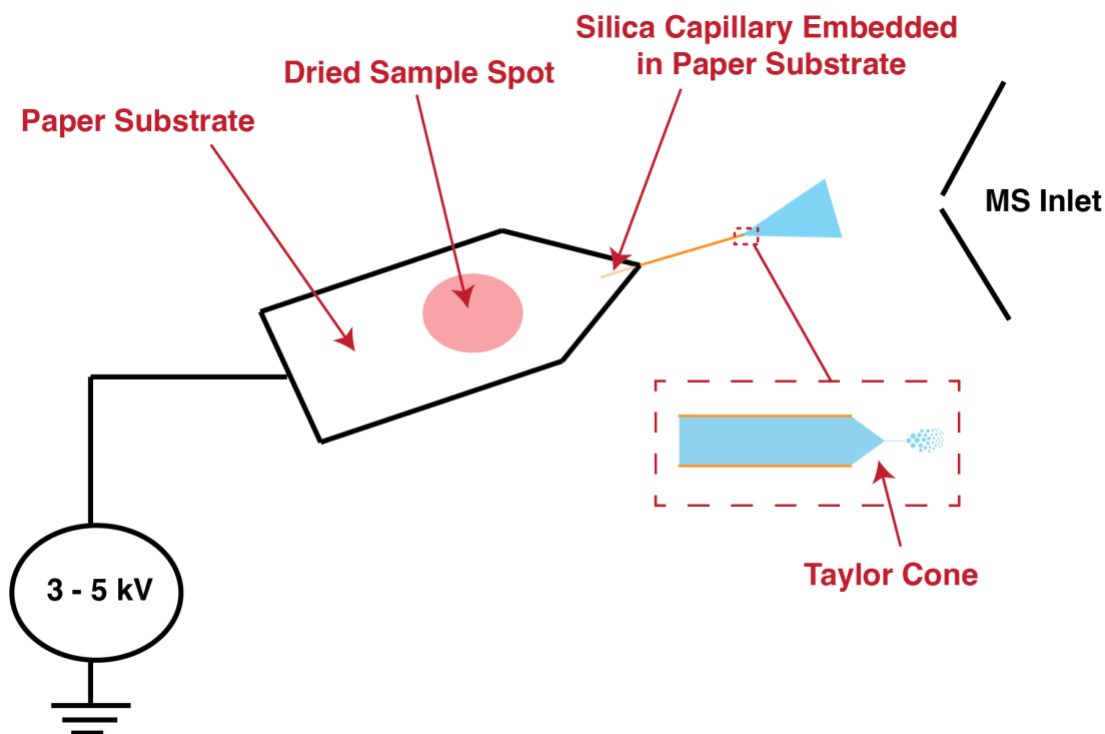 Silica Capillary Embedded
in Paper Substrate
Dried Sample Spot
Paper Substrate
MS Inlet
3 - 5 kV
Taylor Cone